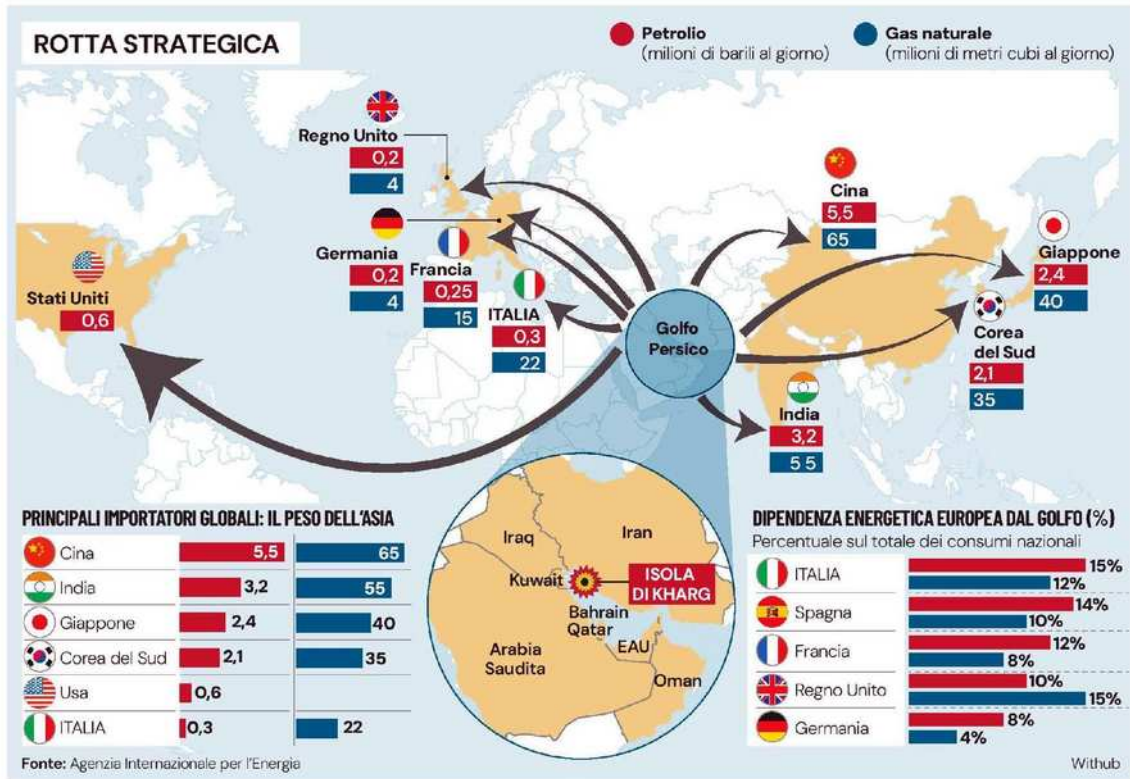 ROTTA STRATEGICA
Petrolio
(milioni di barili al giorno)
Gas naturale
(milioni di metri cubi al giorno)
Regno Unito
0,2
4
Germania
0,2
4
Francia
0,25
15
ITALIA
0,3
22
Stati Uniti
0,6
Golfo
Persico
Cina
5,5
65
Giappone
2,4
40
Corea
del Sud
2,1
35
India
3,2
55
PRINCIPALI IMPORTATORI GLOBALI: IL PESO DELL'ASIA
Cina 5,5 65
India 3,2 55
Giappone 2,4 40
Corea del Sud 2,1 35
Usa 0,6
ITALIA 0,3 22
Fonte: Agenzia Internazionale per l'Energia
Iraq
Iran
Kuwait
ISOLA
DI KHARG
Bahrain
Qatar
EAU
Arabia
Saudita
Oman
DIPENDENZA ENERGETICA EUROPEA DAL GOLFO (%)
Percentuale sul totale dei consumi nazionali
ITALIA 15%
12%
Spagna 14%
10%
Francia 12%
8%
Regno Unito 10%
15%
Germania 8%
4%
Withub